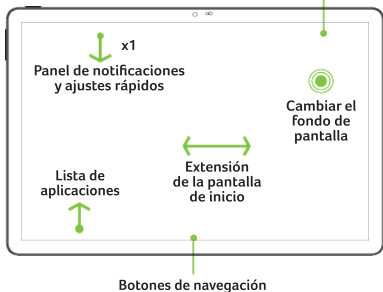 x1
Panel de notificaciones
y ajustes rápidos
Cambiar el
fondo de
pantalla
Extensión
de la pantalla
de inicio
Lista de
aplicaciones
Botones de navegación